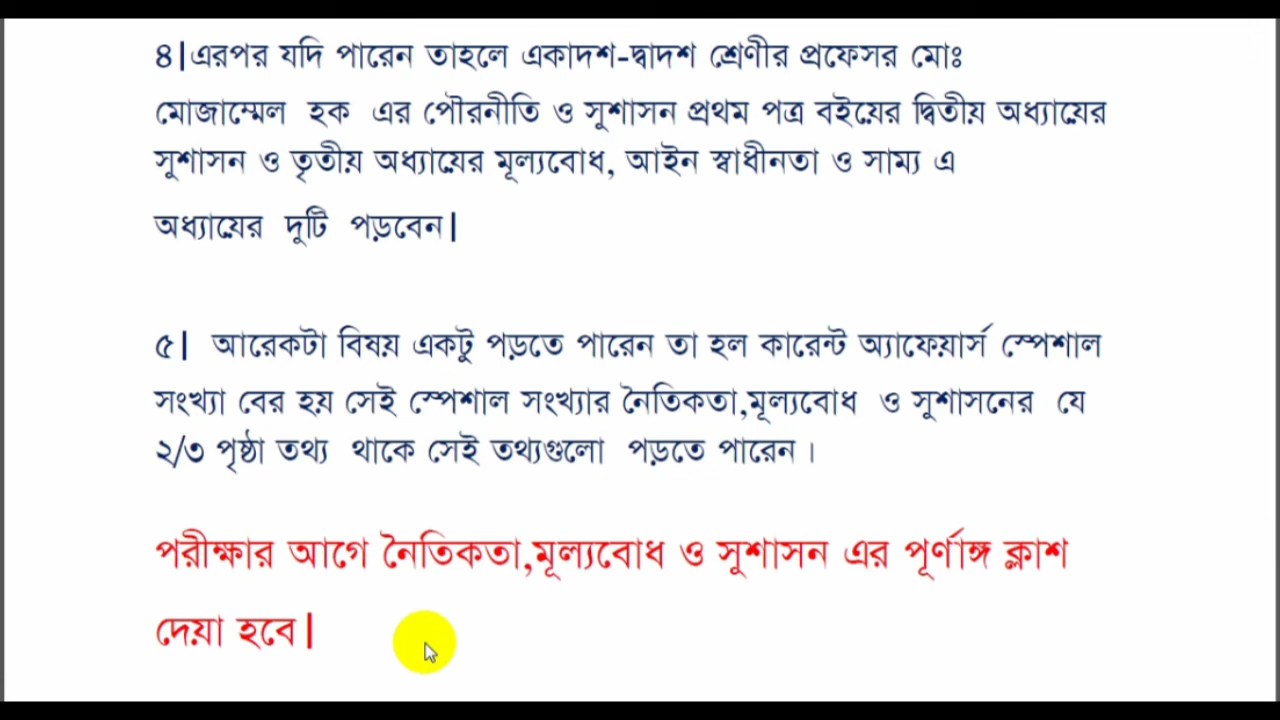 ৪|এরপর যদি পারেন তাহলে একাদশ-দ্বাদশ শ্রেণীর প্রফেসর মোঃ
মোজাম্মেল হক এর পৌরনীতি ও সুশাসন প্রথম পত্র বইয়ের দ্বিতীয় অধ্যায়ের
সুশাসন ও তৃতীয় অধ্যায়ের মূল্যবোধ, আইন স্বাধীনতা ও সাম্য এ
অধ্যায়ের দুটি পড়বেন|
৫| আরেকটা বিষয় একটু পড়তে পারেন তা হল কারেন্ট অ্যাফেয়ার্স স্পেশাল
সংখ্যা বের হয় সেই স্পেশাল সংখ্যার নৈতিকতা,মূল্যবোধ ও সুশাসনের যে
২/৩ পৃষ্ঠা তথ্য থাকে সেই তথ্যগুলো পড়তে পারেন।
পরীক্ষার আগে নৈতিকতা,মূল্যবোধ ও সুশাসন এর পূর্ণাঙ্গ ক্লাশ
দেয়া হবে|